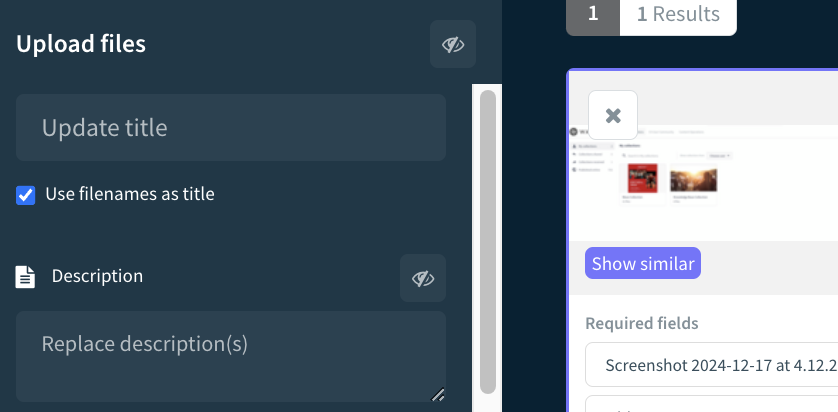 Upload files
Update title
Use filenames as title
Description
Replace description(s)
1
1 Results
Show similar
Required fields
Screenshot 2024-12-17 at 4.12.2